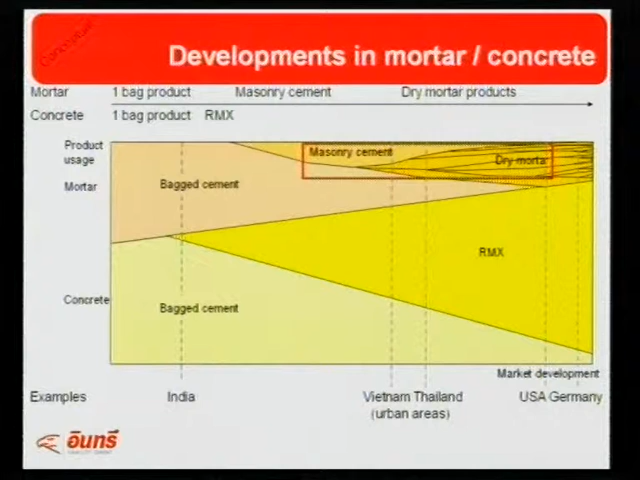 Conceptual
Developments in mortar / concrete
Mortar 1 bag product Masonry cement Dry mortar products
Concrete 1 bag product RMX
Product usage
Masonry cement
Dry mortar
Mortar
Bagged cement
RMX
Concrete
Bagged cement
Market development
Examples India Vietnam Thailand USA Germany
(urban areas)
อินทรี